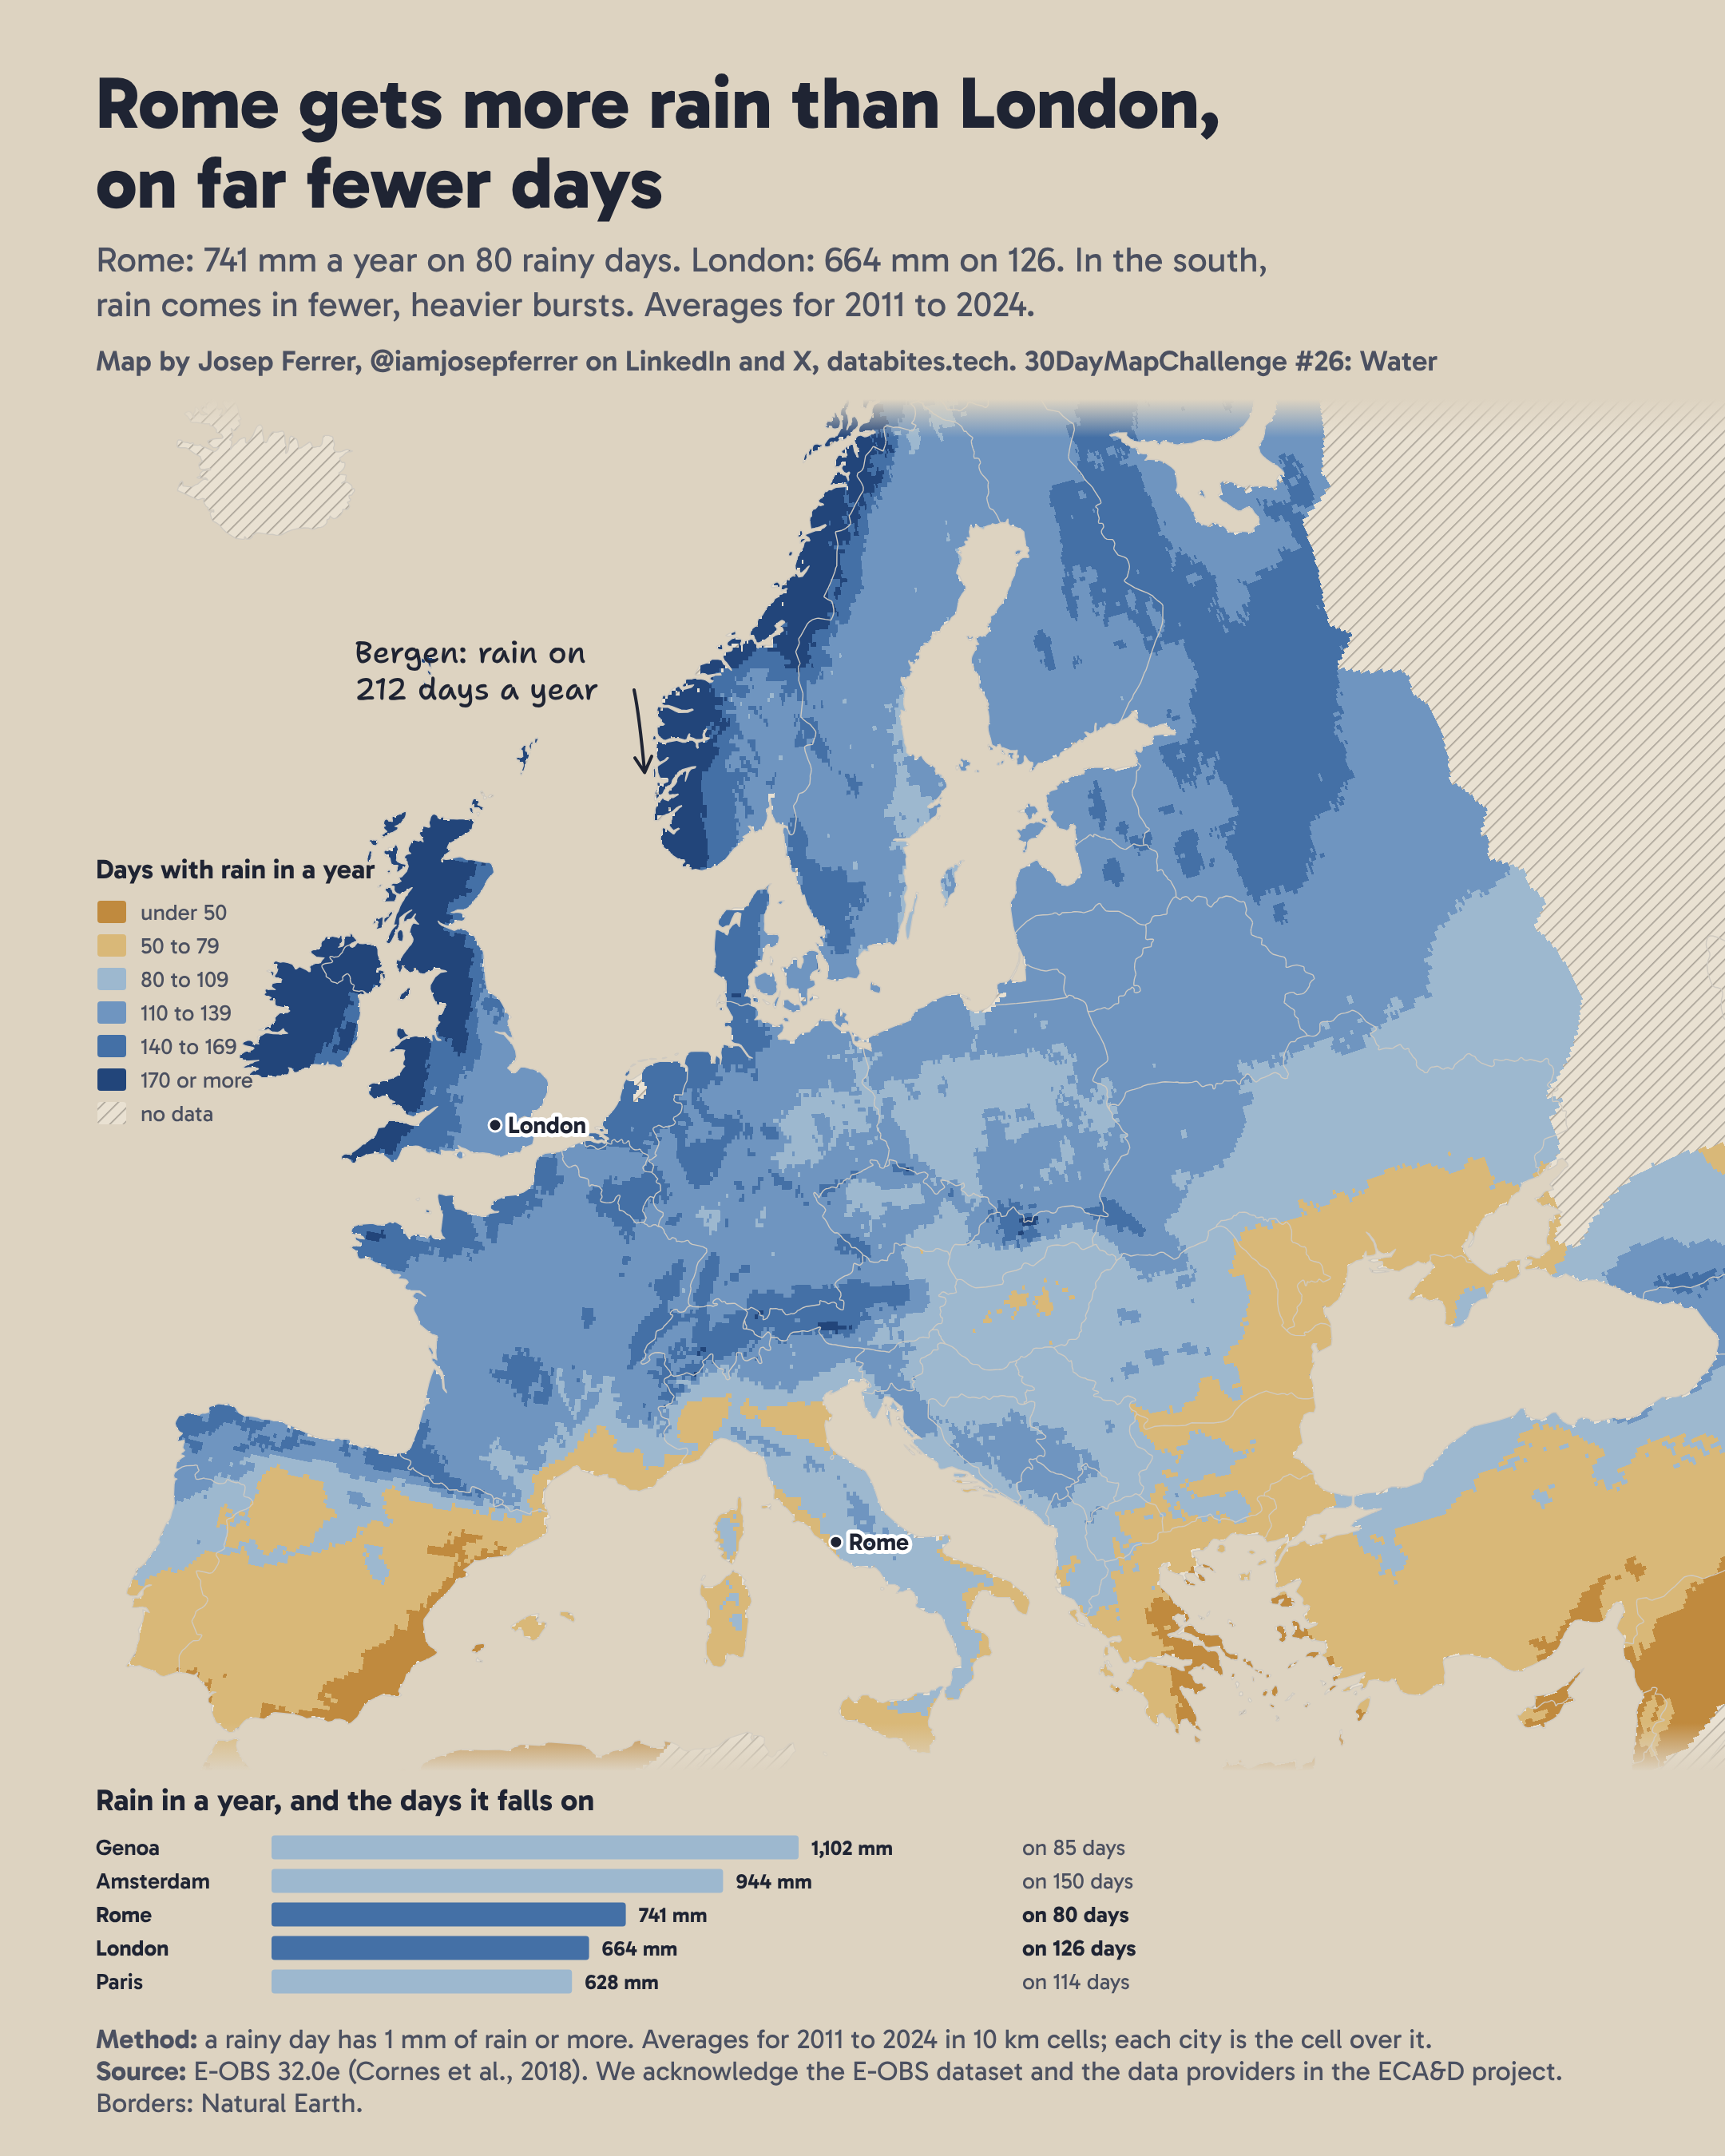 Rome gets more rain than London,
on far fewer days
Rome: 741 mm a year on 80 rainy days. London: 664 mm on 126. In the south,
rain comes in fewer, heavier bursts. Averages for 2011 to 2024.
Map by Josep Ferrer, @iamjosepferrer on LinkedIn and X, databites.tech. 30DayMapChallenge #26: Water
Bergen: rain on
212 days a year
Days with rain in a year
under 50
50 to 79
80 to 109
110 to 139
140 to 169
170 or more
no data
London
Rome
Rain in a year, and the days it falls on
Genoa 1,102 mm on 85 days
Amsterdam 944 mm on 150 days
Rome 741 mm on 80 days
London 664 mm on 126 days
Paris 628 mm on 114 days
Method: a rainy day has 1 mm of rain or more. Averages for 2011 to 2024 in 10 km cells; each city is the cell over it.
Source: E-OBS 32.0e (Cornes et al., 2018). We acknowledge the E-OBS dataset and the data providers in the ECA&D project.
Borders: Natural Earth.